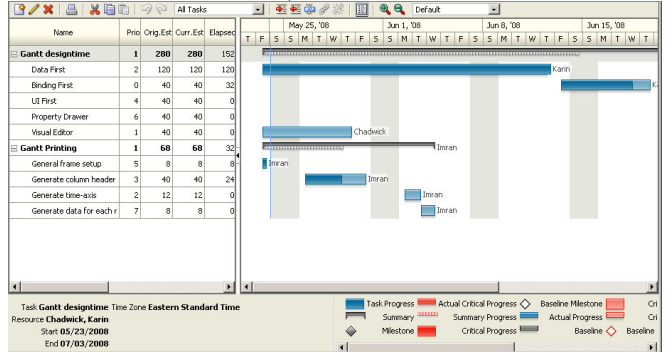 All Tasks Default
May 25, '08 Jun 1, '08 Jun 8, '08 Jun 15, '08
Name Prio Orig.Est Curr.Est Elapsed
T F S S M T W T F S S M T W T F S S M T W T F S S M T W T
Gantt designtime 1 280 280 152
Data First 2 120 120 120 Karin
Binding First 0 40 40 32
UI First 4 40 40 0
Property Drawer 6 40 40 0
Visual Editor 1 40 40 0 Chadwick
Gantt Printing 1 68 68 32 Imran
General frame setup 5 8 8 8 Imran
Generate column header 3 40 40 24 Imran
Generate time-axis 2 12 12 0 Imran
Generate data for each r 7 8 8 0 Imran
Task Gantt designtime Time Zone Eastern Standard Time
Resource Chadwick, Karin
Start 05/23/2008
End 07/03/2008
Task Progress Actual Critical Progress Baseline Milestone Cri
Summary Summary Progress Actual Progress Cri
Milestone Critical Progress Baseline Baseline